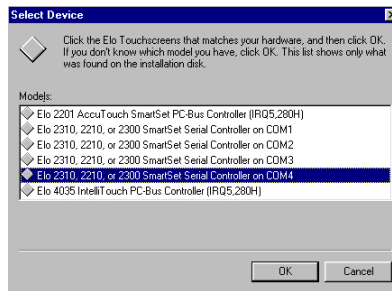 Select Device
Click the Elo Touchscreens that matches your hardware, and then click OK.
If you don't know which model you have, click OK. This list shows only what
was found on the installation disk.
Models:
Elo 2201 AccuTouch SmartSet PC-Bus Controller (IRQ5,280H)
Elo 2310, 2210, or 2300 SmartSet Serial Controller on COM1
Elo 2310, 2210, or 2300 SmartSet Serial Controller on COM2
Elo 2310, 2210, or 2300 SmartSet Serial Controller on COM3
Elo 2310, 2210, or 2300 SmartSet Serial Controller on COM4
Elo 4035 IntelliTouch PC-Bus Controller (IRQ5,280H)
OK
Cancel